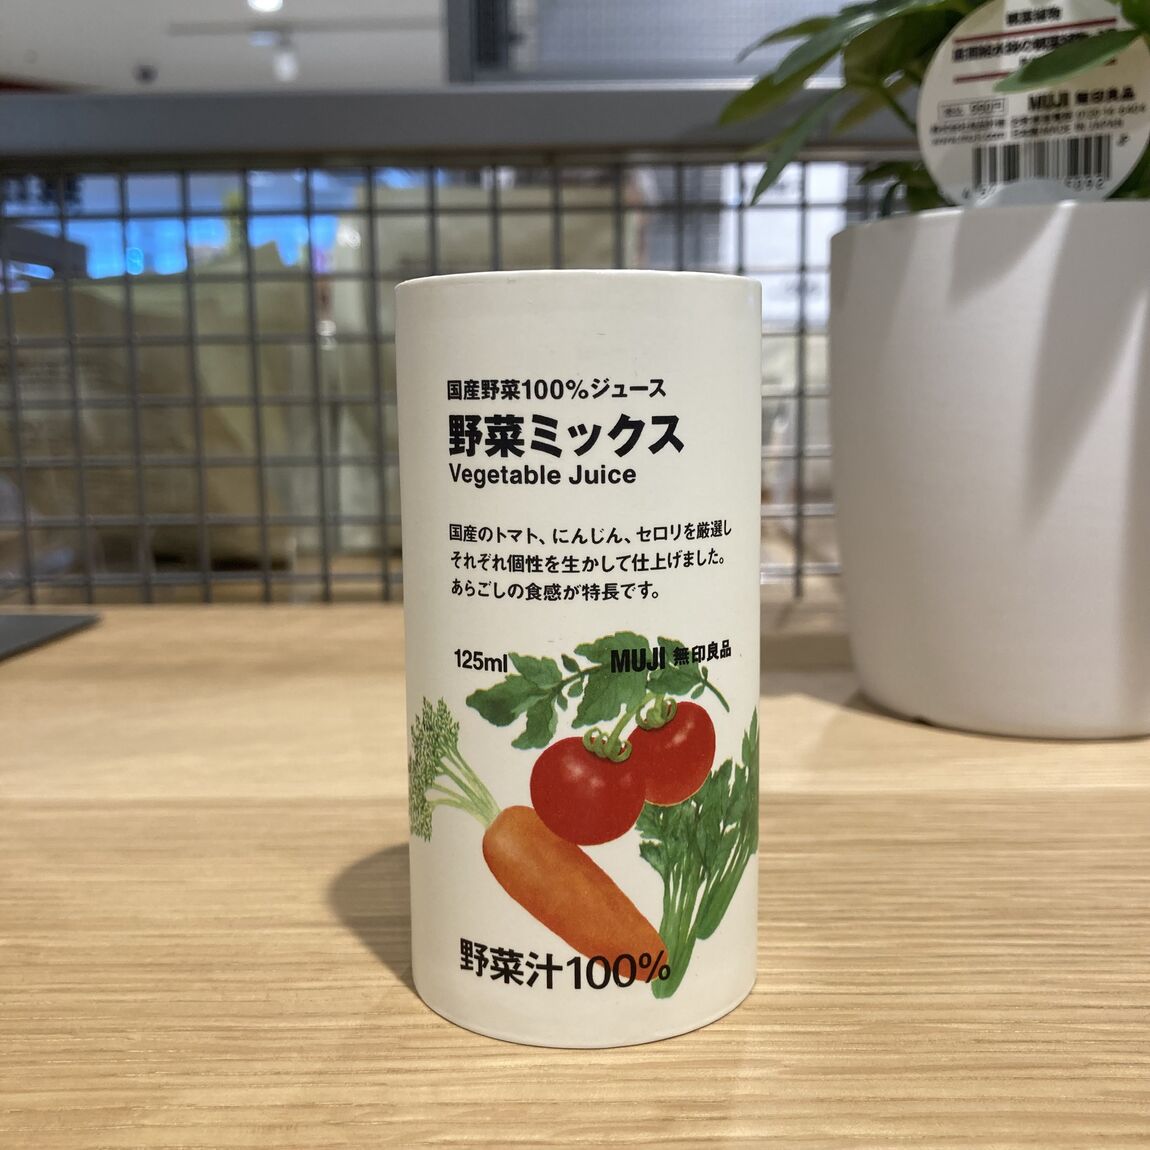 国産野菜100%ジュース
野菜ミックス
Vegetable Juice
国産のトマト、にんじん、セロリを厳選し
それぞれ個性を生かして仕上げました。
あらごしの食感が特長です。
125ml
MUJI 無印良品
野菜汁100%
観葉植物
MUJI 無印良品